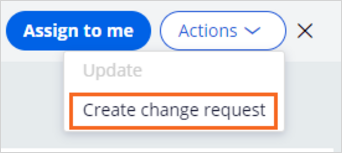 Assign to me
Actions
Update
Create change request